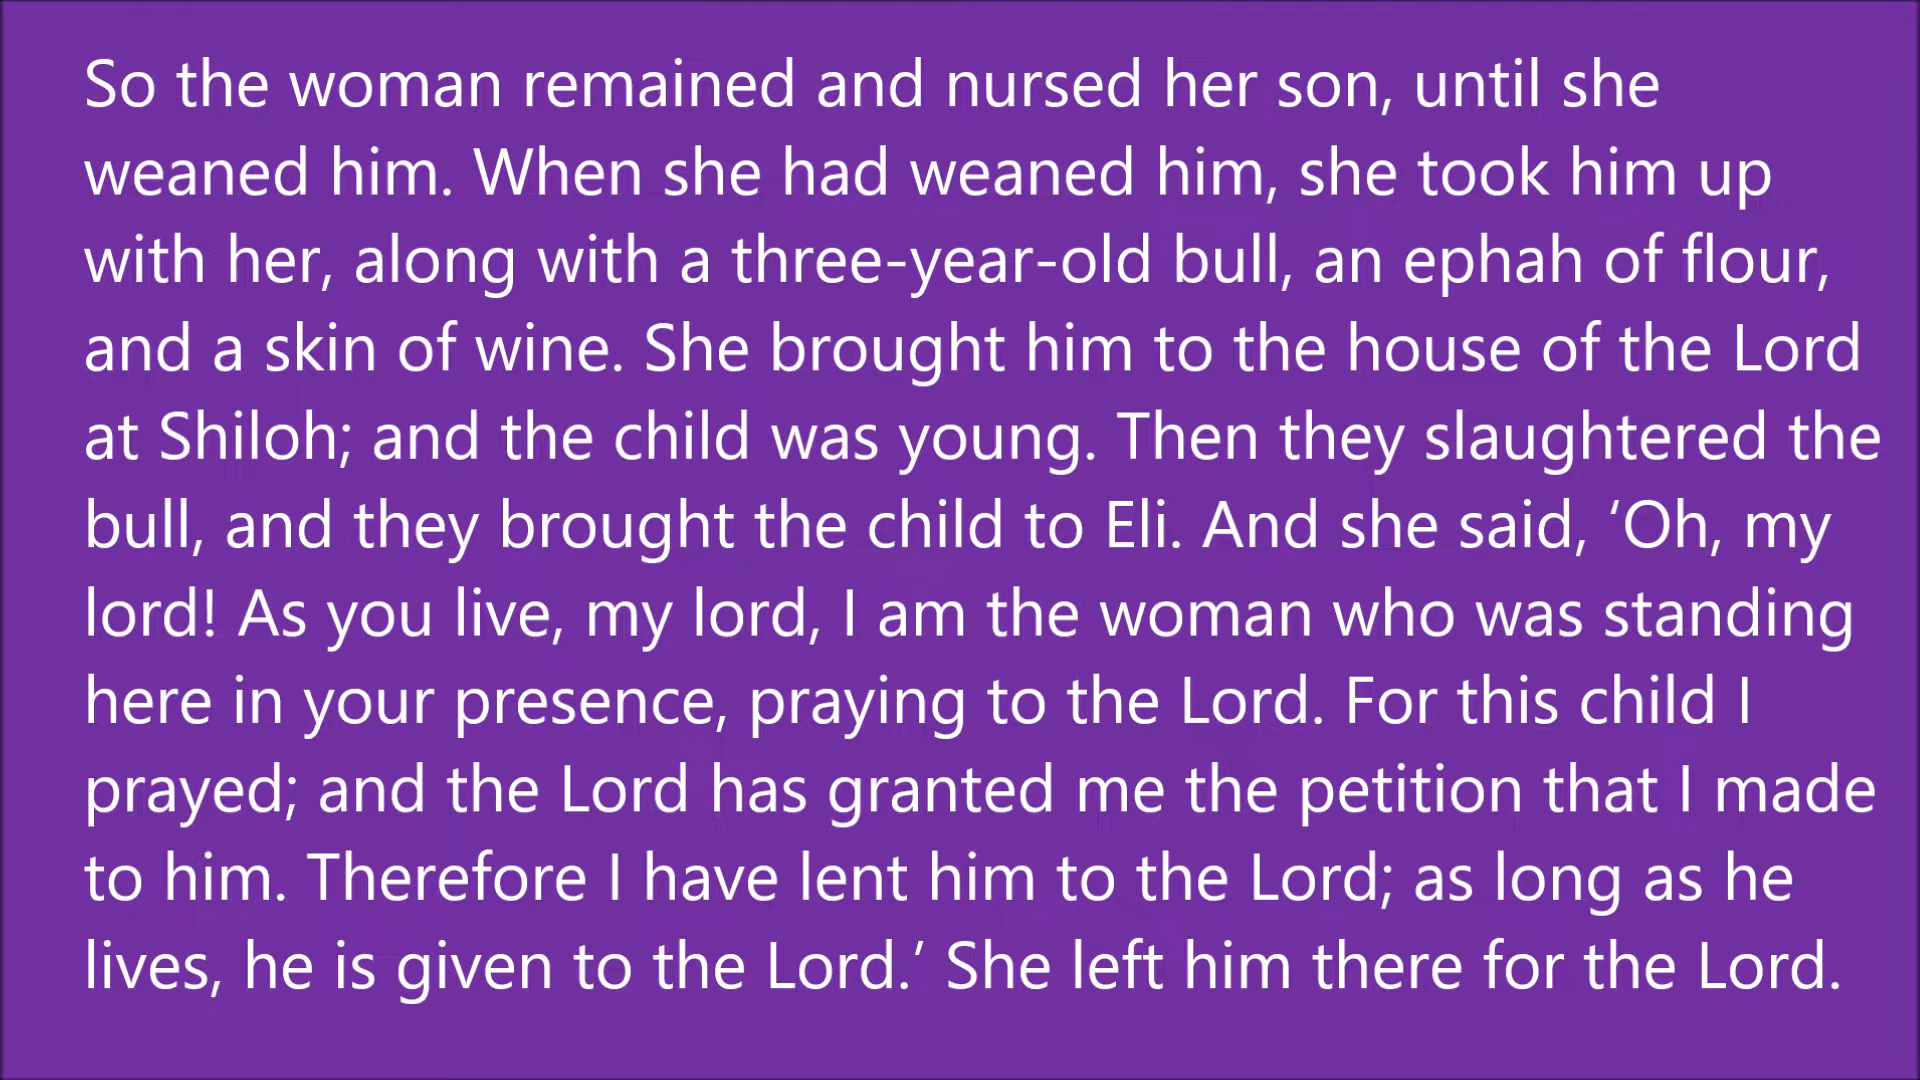 So the woman remained and nursed her son, until she
weaned him. When she had weaned him, she took him up
with her, along with a three-year-old bull, an ephah of flour,
and a skin of wine. She brought him to the house of the Lord
at Shiloh; and the child was young. Then they slaughtered the
bull, and they brought the child to Eli. And she said, ‘Oh, my
lord! As you live, my lord, I am the woman who was standing
here in your presence, praying to the Lord. For this child I
prayed; and the Lord has granted me the petition that I made
to him. Therefore I have lent him to the Lord; as long as he
lives, he is given to the Lord.’ She left him there for the Lord.